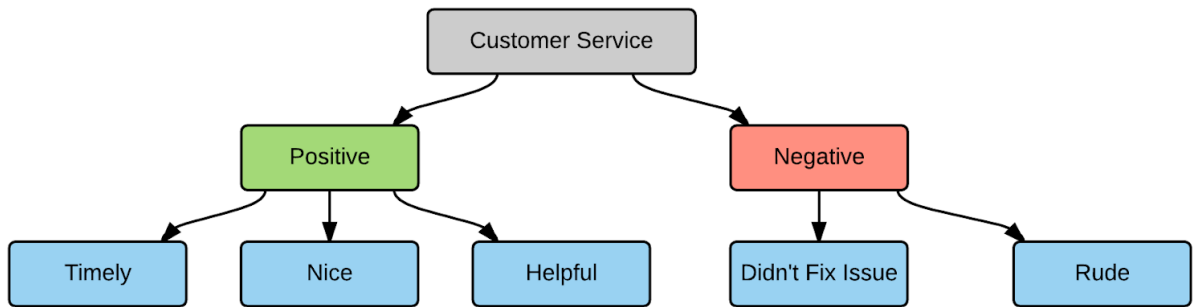 Customer Service
Positive
Negative
Timely
Nice
Helpful
Didn't Fix Issue
Rude